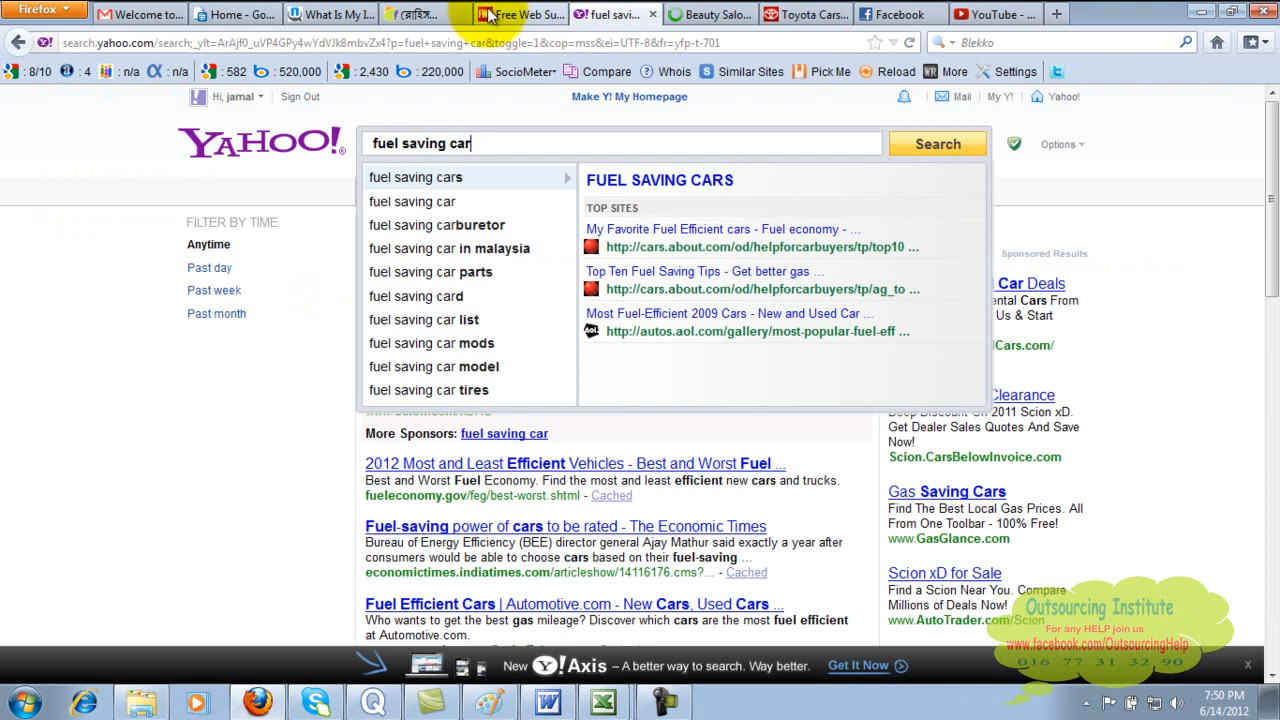 Firefox
Welcome to...
Home - Go...
What Is My I...
Free Web Su...
Y! fuel savi...
Beauty Salo...
Toyota Cars...
Facebook
YouTube - ...
search.yahoo.com/search;_ylt=ArAjf0_uVP4GPy4wYdVJk8mbvZx4?p=fuel+saving+car&toggle=1&cop=mss&ei=UTF-8&fr=yfp-t-701
Blekko
: 8/10
: n/a
: n/a
: 582
: 520,000
: 2,430
: 220,000
SocioMeter
Compare
Whois
Similar Sites
Pick Me
Reload
WR More
Settings
Hi, jamal
Sign Out
Make Y! My Homepage
Mail
My Y!
Yahoo!
YAHOO!
fuel saving car
Search
Options
fuel saving cars
fuel saving car
fuel saving carburetor
fuel saving car in malaysia
fuel saving car parts
fuel saving card
fuel saving car list
fuel saving car mods
fuel saving car model
fuel saving car tires
FUEL SAVING CARS
TOP SITES
My Favorite Fuel Efficient cars - Fuel economy - ...
http://cars.about.com/od/helpforcarbuyers/tp/top10 ...
Top Ten Fuel Saving Tips - Get better gas ...
http://cars.about.com/od/helpforcarbuyers/tp/ag_to ...
Most Fuel-Efficient 2009 Cars - New and Used Car ...
Aol.
http://autos.aol.com/gallery/most-popular-fuel-eff ...
FILTER BY TIME
Anytime
Past day
Past week
Past month
More Sponsors: fuel saving car
2012 Most and Least Efficient Vehicles - Best and Worst Fuel ...
Best and Worst Fuel Economy. Find the most and least efficient new cars and trucks.
fueleconomy.gov/feg/best-worst.shtml - Cached
Fuel-saving power of cars to be rated - The Economic Times
Bureau of Energy Efficiency (BEE) director general Ajay Mathur said exactly a year after
consumers would be able to choose cars based on their fuel-saving ...
economictimes.indiatimes.com/articleshow/14116176.cms?... - Cached
Fuel Efficient Cars | Automotive.com - New Cars, Used Cars ...
Who wants to get the best gas mileage? Discover which cars are the most fuel efficient
at Automotive.com.
Sponsored Results
Car Deals
ental Cars From
Us & Start
Cars.com/
Clearance
Deep Discount On 2011 Scion xD.
Get Dealer Sales Quotes And Save
Now!
Scion.CarsBelowInvoice.com
Gas Saving Cars
Find The Best Local Gas Prices. All
From One Toolbar - 100% Free!
www.GasGlance.com
Scion xD for Sale
Find a Scion Near You. Compare
Millions of Deals Now!
www.AutoTrader.com/Scion
Outsourcing Institute
For any HELP join us
www.facebook.com/OutsourcingHelp
016 77 31 32 90
New Y! Axis – A better way to search. Way better.
Get It Now
x
7:50 PM
6/14/2012